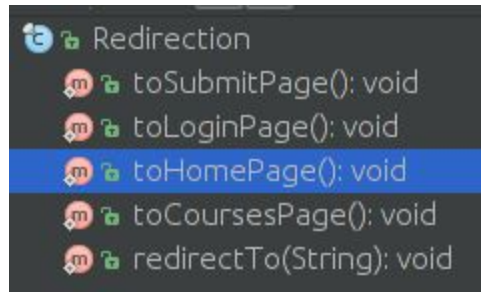 Redirection
toSubmitPage(): void
toLoginPage(): void
toHomePage(): void
toCoursesPage(): void
redirectTo(String): void